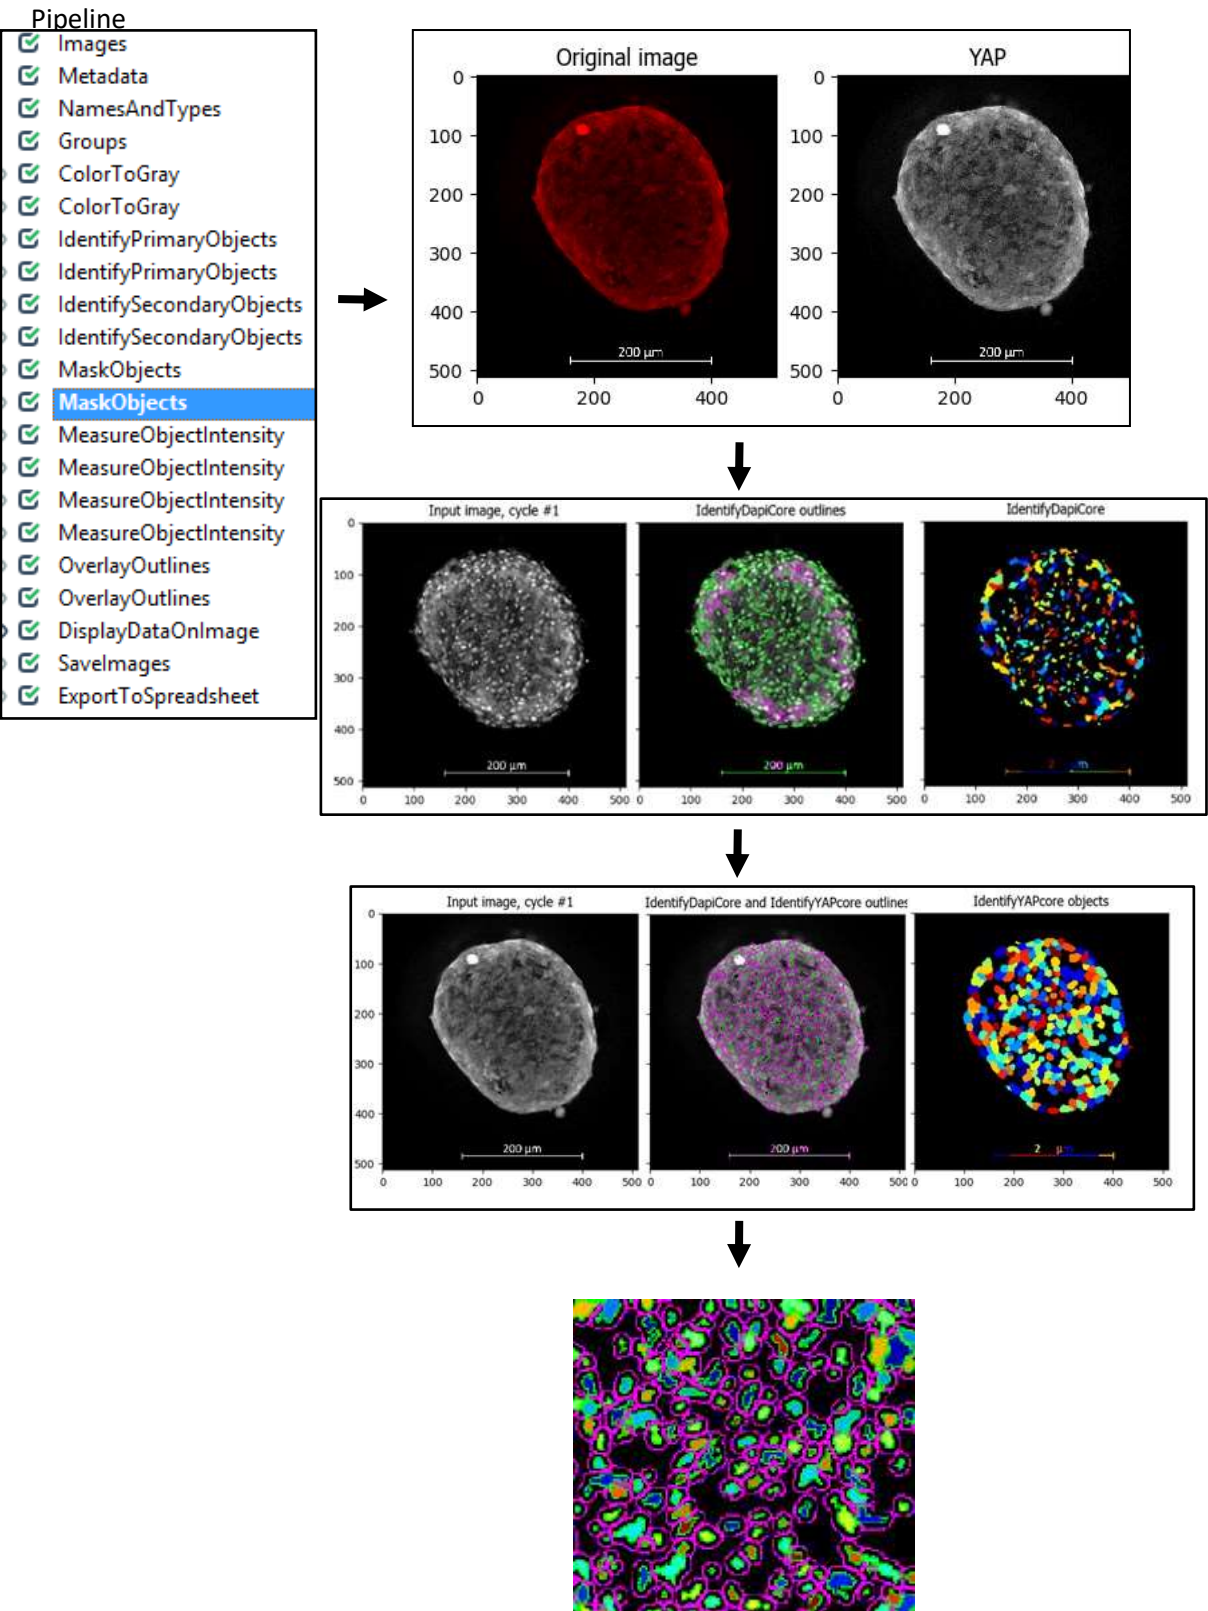 Pipeline
Images
Metadata
NamesAndTypes
Groups
ColorToGray
ColorToGray
IdentifyPrimaryObjects
IdentifyPrimaryObjects
IdentifySecondaryObjects
IdentifySecondaryObjects
MaskObjects
MaskObjects
MeasureObjectIntensity
MeasureObjectIntensity
MeasureObjectIntensity
MeasureObjectIntensity
OverlayOutlines
OverlayOutlines
DisplayDataOnImage
SaveImages
ExportToSpreadsheet
Original image
0
100
200
300
400
500
200 µm
0 200 400
YAP
0
100
200
300
400
500
200 µm
0 200 400
Input image, cycle #1
0
100
200
300
400
500
200 µm
0 100 200 300 400 500
IdentifyDapiCore outlines
200 µm
0 100 200 300 400 500
IdentifyDapiCore
2 m
0 100 200 300 400 500
Input image, cycle #1
0
100
200
300
400
500
200 µm
0 100 200 300 400 500
IdentifyDapiCore and IdentifyYAPcore outlines
200 µm
0 100 200 300 400 500
IdentifyYAPcore objects
2 µm
0 100 200 300 400 500